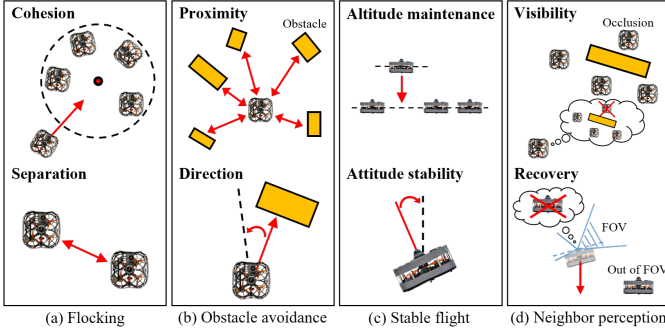 Cohesion
Separation
(a) Flocking
Proximity
Obstacle
Direction
(b) Obstacle avoidance
Altitude maintenance
Attitude stability
(c) Stable flight
Visibility
Occlusion
Recovery
FOV
Out of FOV
(d) Neighbor perception